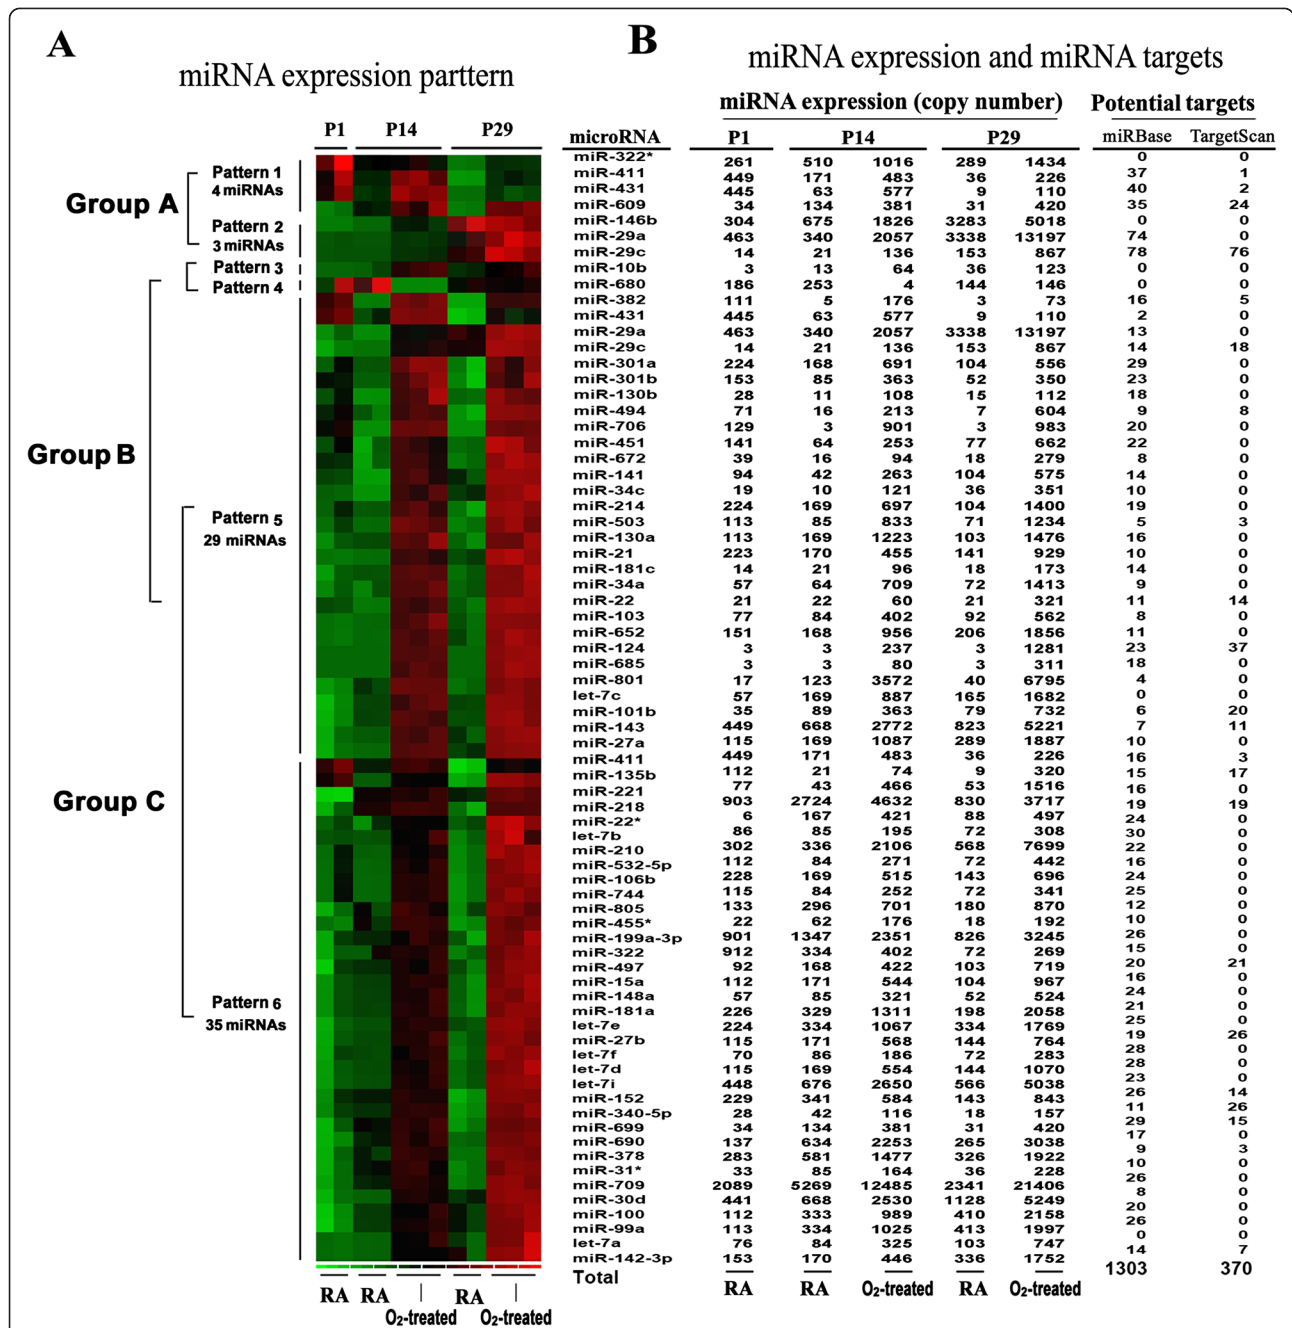 A
miRNA expression parttern
P1 P14 P29
Group A
Pattern 1
4 miRNAs
Pattern 2
3 miRNAs
Pattern 3
Pattern 4
Group B
Pattern 5
29 miRNAs
Group C
Pattern 6
35 miRNAs
RA RA O₂-treated RA O₂-treated
B
miRNA expression and miRNA targets
miRNA expression (copy number) Potential targets
microRNA P1 P14 P29 miRBase TargetScan
miR-322* 261 510 1016 289 1434 0 0
miR-411 449 171 483 36 226 37 1
miR-431 445 63 577 9 110 40 2
miR-609 34 134 381 31 420 35 24
miR-146b 304 675 1826 3283 5018 0 0
miR-29a 463 340 2057 3338 13197 74 0
miR-29c 14 21 136 153 867 78 76
miR-10b 3 13 64 36 123 0 0
miR-680 186 253 4 144 146 0 0
miR-382 111 5 176 3 73 16 5
miR-431 445 63 577 9 110 2 0
miR-29a 463 340 2057 3338 13197 13 0
miR-29c 14 21 136 153 867 14 18
miR-301a 224 168 691 104 556 29 0
miR-301b 153 85 363 52 350 23 0
miR-130b 28 11 108 15 112 18 0
miR-494 71 16 213 7 604 9 8
miR-706 129 3 901 3 983 20 0
miR-451 141 64 253 77 662 22 0
miR-672 39 16 94 18 279 8 0
miR-141 94 42 263 104 575 14 0
miR-34c 19 10 121 36 351 10 0
miR-214 224 169 697 104 1400 19 0
miR-503 113 85 833 71 1234 5 3
miR-130a 113 169 1223 103 1476 16 0
miR-21 223 170 455 141 929 10 0
miR-181c 14 21 96 18 173 14 0
miR-34a 57 64 709 72 1413 9 0
miR-22 21 22 60 21 321 11 14
miR-103 77 84 402 92 562 8 0
miR-652 151 168 956 206 1856 11 0
miR-124 3 3 237 3 1281 23 37
miR-685 3 3 80 3 311 18 0
miR-801 17 123 3572 40 6795 4 0
let-7c 57 169 887 165 1682 0 0
miR-101b 35 89 363 79 732 6 20
miR-143 449 668 2772 823 5221 7 11
miR-27a 115 169 1087 289 1887 10 0
miR-411 449 171 483 36 226 16 3
miR-135b 112 21 74 9 320 15 17
miR-221 77 43 466 53 1516 16 0
miR-218 903 2724 4632 830 3717 19 19
miR-22* 6 167 421 88 497 24 0
let-7b 86 85 195 72 308 30 0
miR-210 302 336 2106 568 7699 22 0
miR-532-5p 112 84 271 72 442 16 0
miR-106b 228 169 515 143 696 24 0
miR-744 115 84 252 72 341 25 0
miR-805 133 296 701 180 870 12 0
miR-455* 22 62 176 18 192 10 0
miR-199a-3p 901 1347 2351 826 3245 26 0
miR-322 912 334 402 72 269 15 0
miR-497 92 168 422 103 719 20 21
miR-15a 112 171 544 104 967 16 0
miR-148a 57 85 321 52 524 24 0
miR-181a 226 329 1311 198 2058 21 0
let-7e 224 334 1067 334 1769 25 0
miR-27b 115 171 568 144 764 19 26
let-7f 70 86 186 72 283 28 0
let-7d 115 169 554 144 1070 28 0
let-7i 448 676 2650 566 5038 23 0
miR-152 229 341 584 143 843 26 14
miR-340-5p 28 42 116 18 157 11 26
miR-699 34 134 381 31 420 29 15
miR-690 137 634 2253 265 3038 17 0
miR-378 283 581 1477 326 1922 9 3
miR-31* 33 85 164 36 228 10 0
miR-709 2089 5269 12485 2341 21406 26 0
miR-30d 441 668 2530 1128 5249 8 0
miR-100 112 333 989 410 2158 20 0
miR-99a 113 334 1025 413 1997 26 0
let-7a 76 84 325 103 747 0 0
miR-142-3p 153 170 446 336 1752 14 7
Total 1303 370
RA RA O₂-treated RA O₂-treated